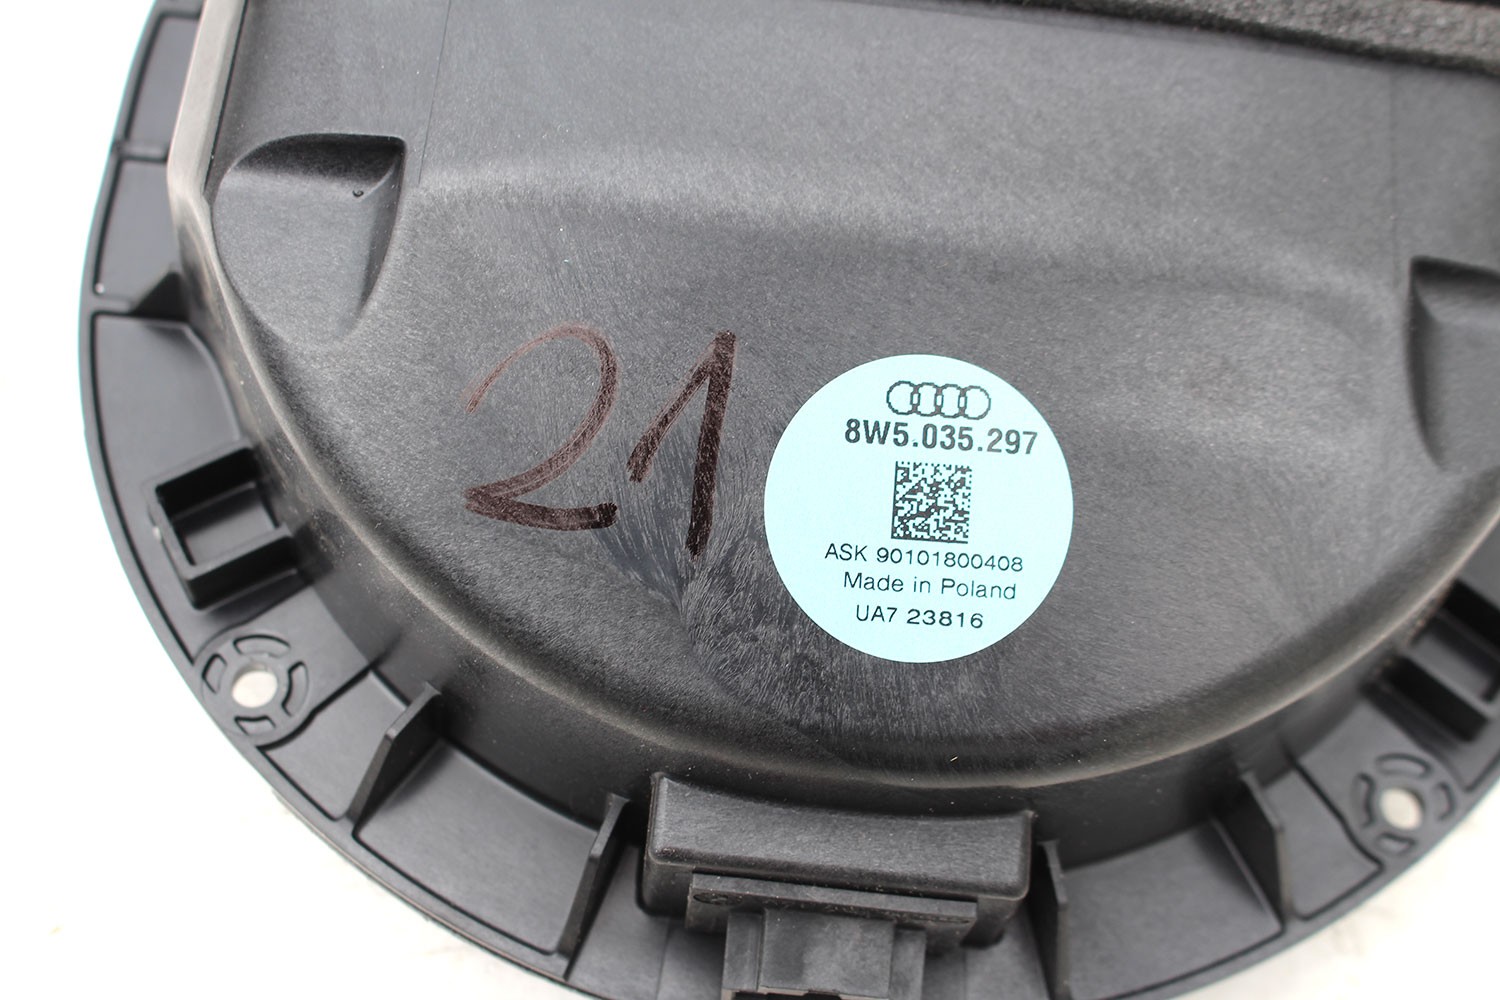 21
8W5.035.297
ASK 90101800408
Made in Poland
UA7 23816